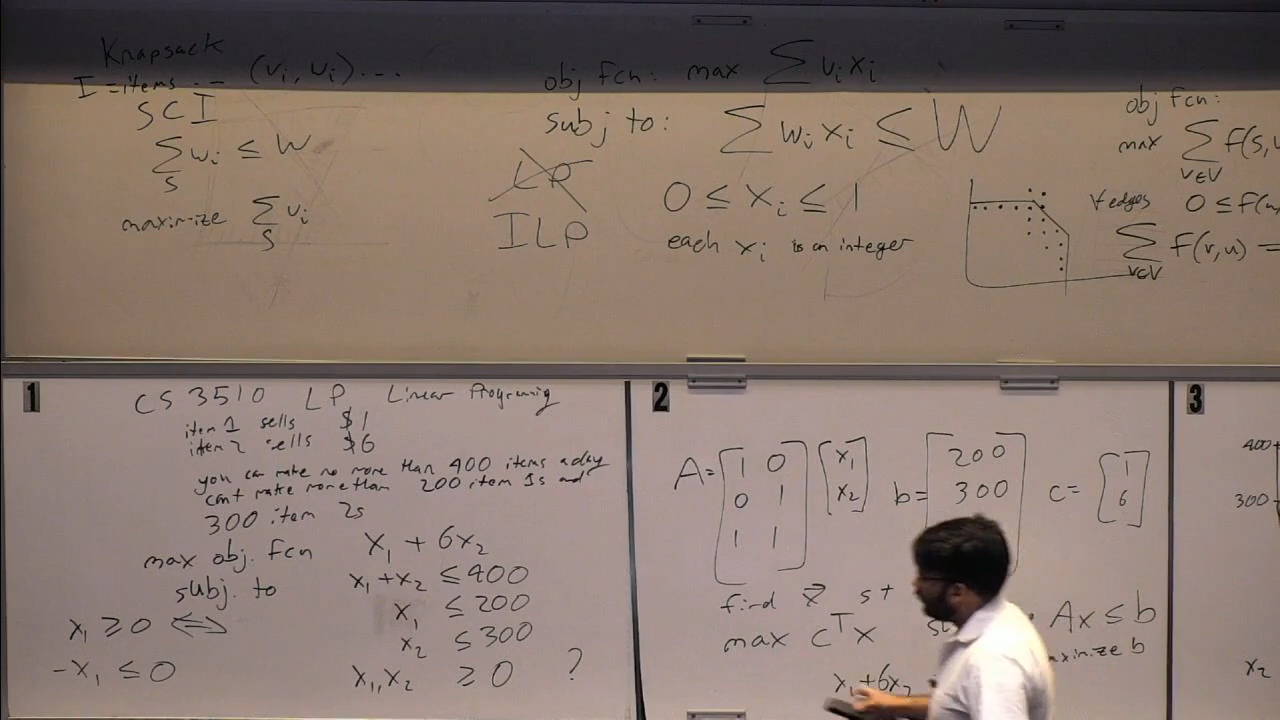 Knapsack
I = items ... (vi, vi) ...
S ⊂ I
∑ wi ≤ W
S
maximize ∑ vi
S
obj fcn: max ∑ vi xi
subj to: ∑ wi xi ≤ W
LP
ILP
0 ≤ xi ≤ 1
each xi is an integer
obj fcn:
max ∑ f(s,
v∈V
∀ edges 0 ≤ f(
∑ f(v,u) =
v∈V
1
CS 3510 LP Linear Programing
item 1 sells $1
item 2 sells $6
you can make no more than 400 items a day
cant make more than 200 item 1s and
300 item 2s
max obj. fcn x1 + 6x2
subj. to x1 + x2 ≤ 400
x1 ≤ 200
x2 ≤ 300
x1, x2 ≥ 0 ?
x1 ≥ 0 ⇔
-x1 ≤ 0
2
A = [1 0
0 1
1 1] [x1
x2] b = [200
300 c = [1
6]
find x⃗ st
max cᵀx Ax ≤ b
b
x1 + 6x2
3
400
300
x2